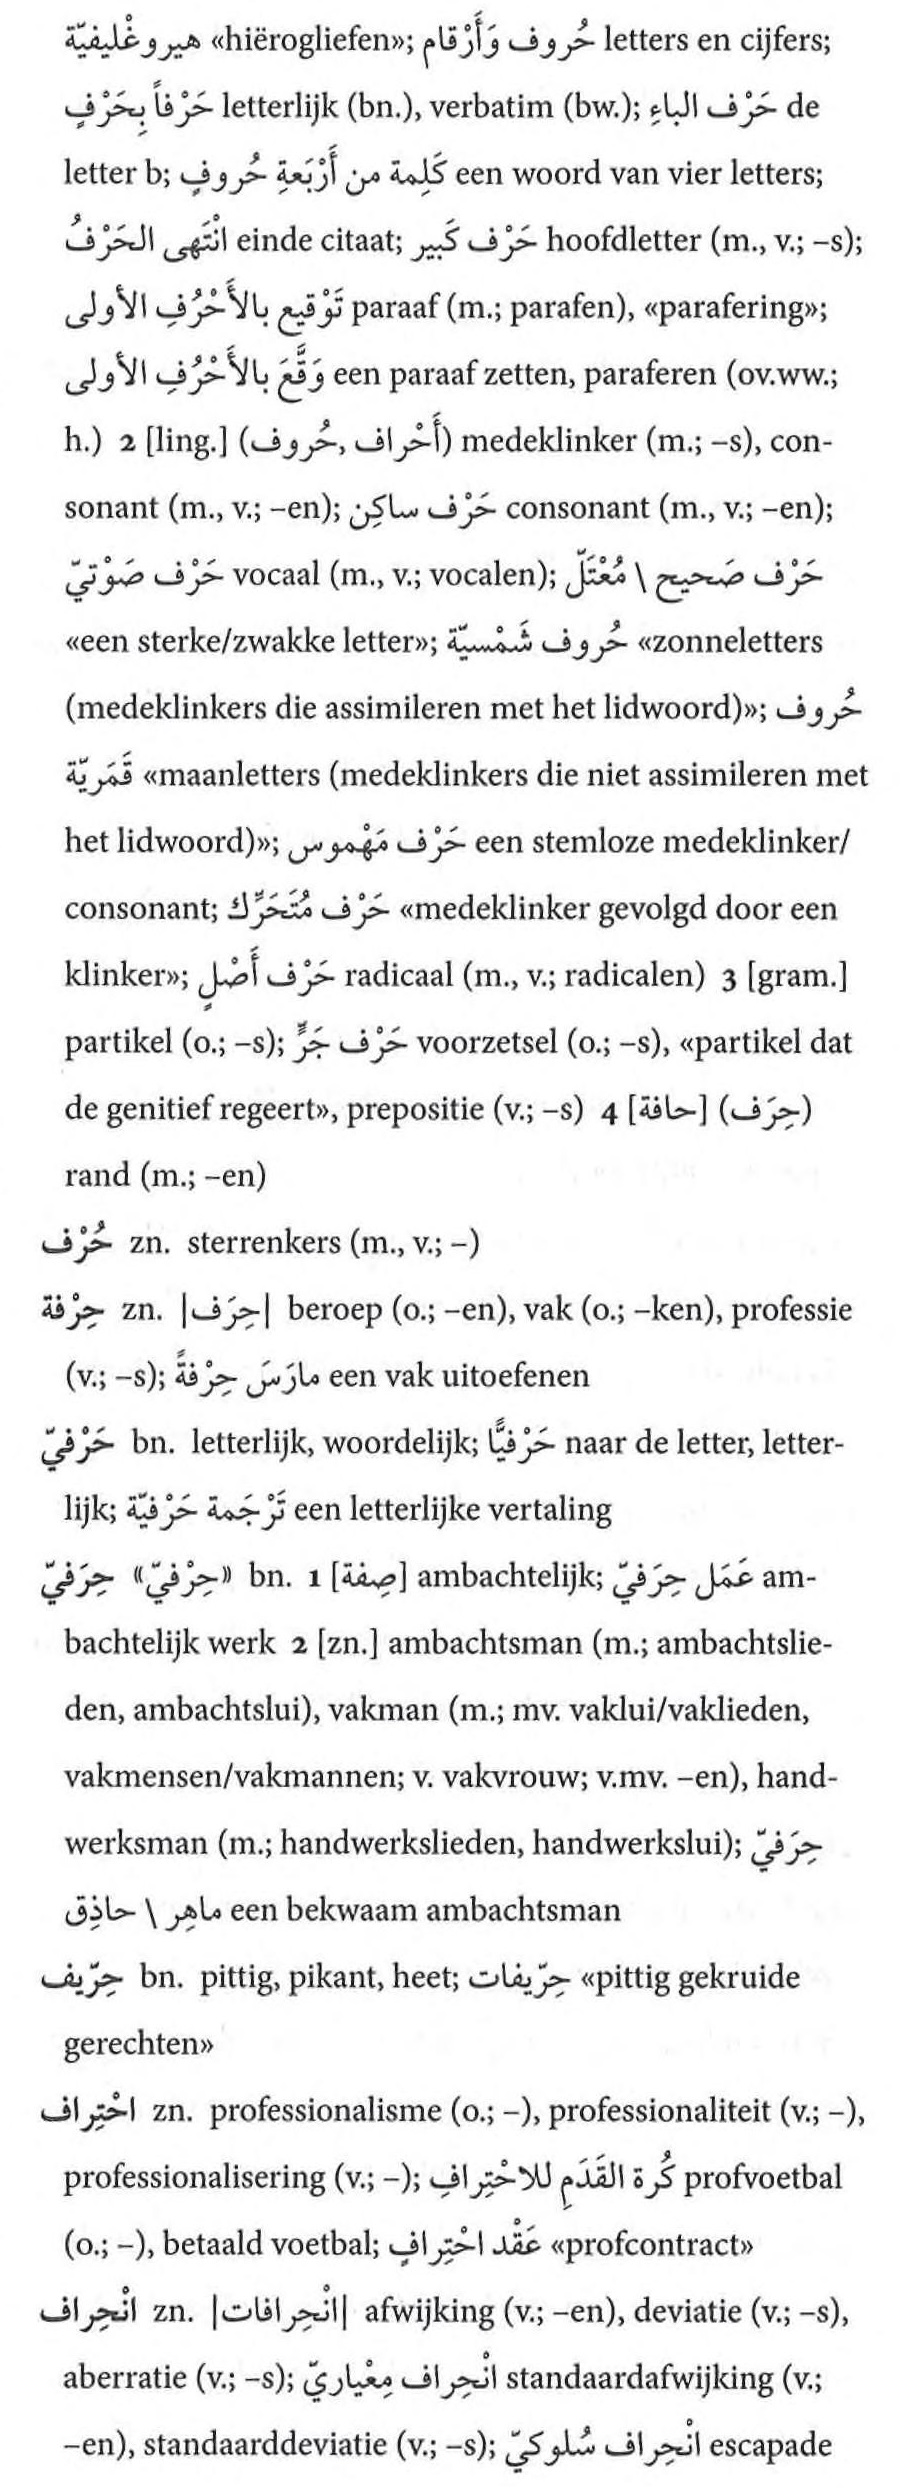 هيروغْليفيّة «hiërogliefen»; حُروف وَأَرْقام letters en cijfers;
حَرْفاً بِحَرْفٍ letterlijk (bn.), verbatim (bw.); حَرْف الباءِ de
letter b; كَلِمة من أَرْبَعةِ حُروفٍ een woord van vier letters;
انْتَهى الحَرْفُ einde citaat; حَرْف كَبير hoofdletter (m., v.; –s);
تَوْقيع بالأَحْرُفِ الأولى paraaf (m.; parafen), «parafering»;
وَقَّعَ بالأَحْرُفِ الأولى een paraaf zetten, paraferen (ov.ww.;
h.) 2 [ling.] (أَحْراف ,حُروف) medeklinker (m.; –s), con-
sonant (m., v.; –en); حَرْف ساكِن consonant (m., v.; –en);
حَرْف صَوْتيّ vocaal (m., v.; vocalen); حَرْف صَحيح \ مُعْتَلّ
«een sterke/zwakke letter»; حُروف شَمْسيّة «zonneletters
(medeklinkers die assimileren met het lidwoord)»; حُروف
قَمَريّة «maanletters (medeklinkers die niet assimileren met
het lidwoord)»; حَرْف مَهْموس een stemloze medeklinker/
consonant; حَرْف مُتَحَرِّك «medeklinker gevolgd door een
klinker»; حَرْف أَصْلٍ radicaal (m., v.; radicalen) 3 [gram.]
partikel (o.; –s); حَرْف جَرٍّ voorzetsel (o.; –s), «partikel dat
de genitief regeert», prepositie (v.; –s) 4 [حافة] (حِرَف)
rand (m.; –en)
حُرْف zn. sterrenkers (m., v.; –)
حِرْفة zn. |حِرَف| beroep (o.; –en), vak (o.; –ken), professie
(v.; –s); مارَسَ حِرْفةً een vak uitoefenen
حَرْفيّ bn. letterlijk, woordelijk; حَرْفيًّا naar de letter, letter-
lijk; تَرْجَمة حَرْفيّة een letterlijke vertaling
حِرَفيّ «حِرْفيّ» bn. 1 [صِفة] ambachtelijk; عَمَل حِرَفيّ am-
bachtelijk werk 2 [zn.] ambachtsman (m.; ambachtslie-
den, ambachtslui), vakman (m.; mv. vaklui/vaklieden,
vakmensen/vakmannen; v. vakvrouw; v.mv. –en), hand-
werksman (m.; handwerkslieden, handwerkslui); حِرَفيّ
ماهِر \ حاذِق een bekwaam ambachtsman
حِرّيف bn. pittig, pikant, heet; حِرّيفات «pittig gekruide
gerechten»
احْتِراف zn. professionalisme (o.; –), professionaliteit (v.; –),
professionalisering (v.; –); كُرة القَدَمِ للاحْتِرافِ profvoetbal
(o.; –), betaald voetbal; عَقْد احْتِرافٍ «profcontract»
انْحِراف zn. |انْحِرافات| afwijking (v.; –en), deviatie (v.; –s),
aberratie (v.; –s); انْحِراف مِعْياريّ standaardafwijking (v.;
–en), standaarddeviatie (v.; –s); انْحِراف سُلوكيّ escapade